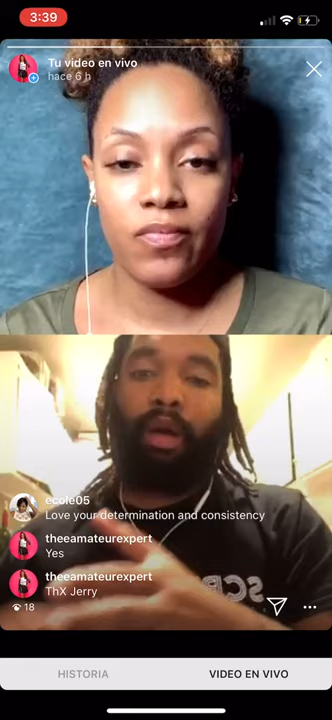 3:39
Tu video en vivo
hace 6 h
ecole05
Love your determination and consistency
theeamateurexpert
Yes
theeamateurexpert
ThX Jerry
18
HISTORIA
VIDEO EN VIVO